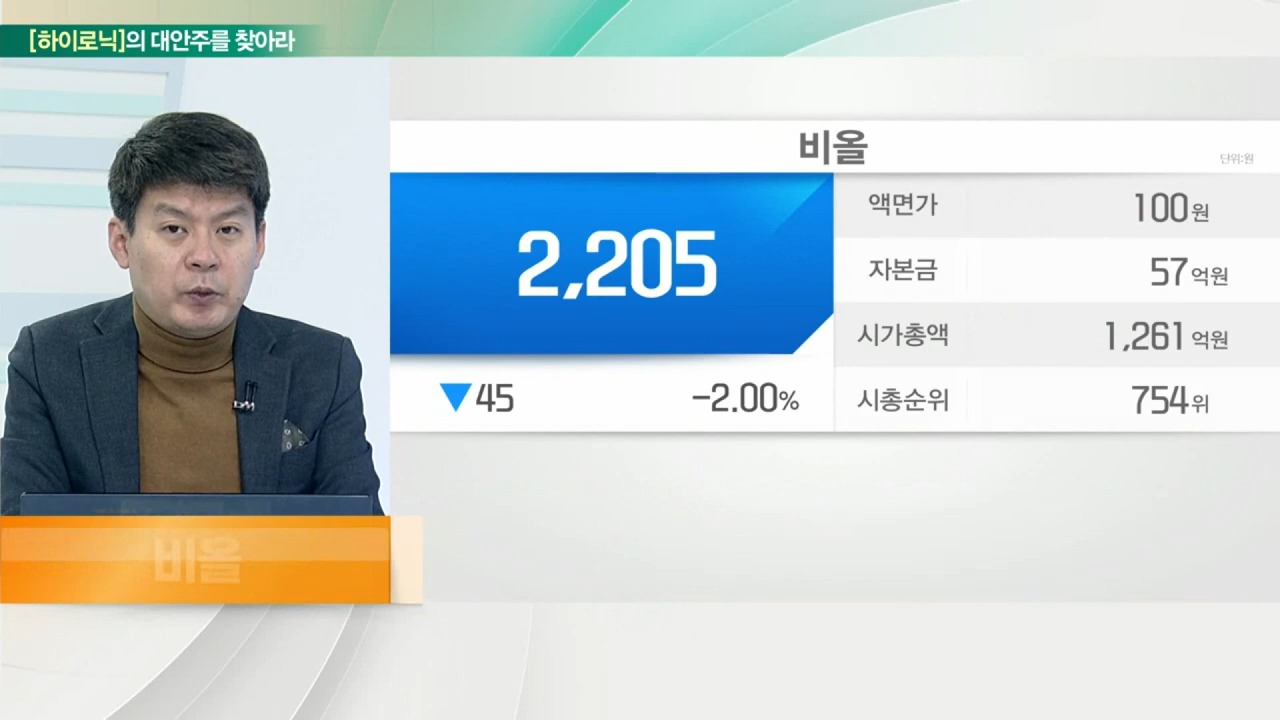 [하이로닉]의 대안주를 찾아라
비올
단위:원
2,205
▼45 -2.00%
액면가 100원
자본금 57억원
시가총액 1,261억원
시총순위 754위
비올